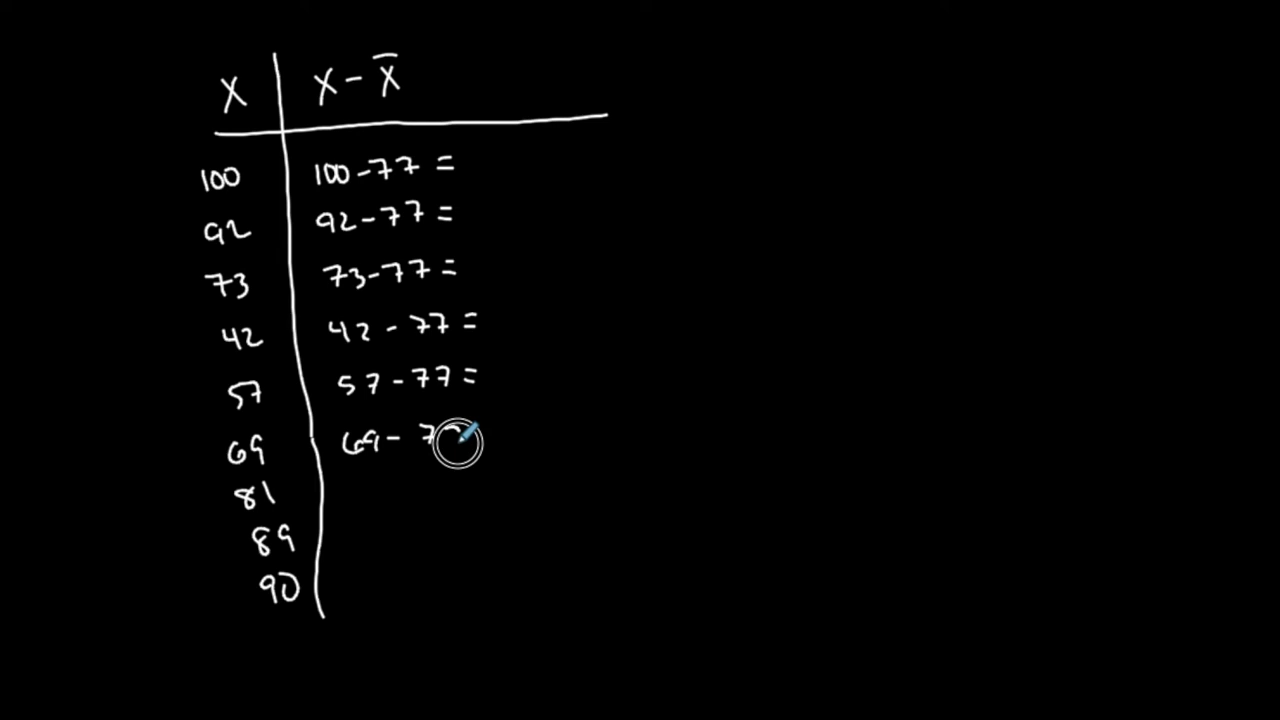 X X - X̄
100 100 - 77 =
92 92 - 77 =
73 73 - 77 =
42 42 - 77 =
57 57 - 77 =
69 69 - 7
81
89
90